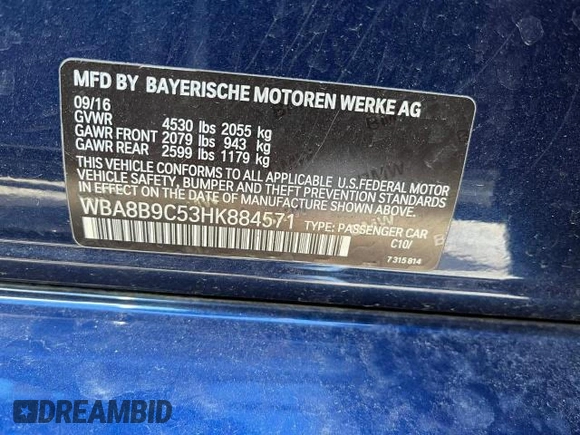 MFD BY BAYERISCHE MOTOREN WERKE AG
09/16
GVWR 4530 lbs 2055 kg
GAWR FRONT 2079 lbs 943 kg
GAWR REAR 2599 lbs 1179 kg
THIS VEHICLE CONFORMS TO ALL APPLICABLE U.S.FEDERAL MOTOR
VEHICLE SAFETY, BUMPER AND THEFT PREVENTION STANDARDS
IN EFFECT ON THE DATE OF MANUFACTURE SHOWN ABOVE.
WBA8B9C53HK884571 TYPE: PASSENGER CAR
C10/
7 315 814
DREAMBID